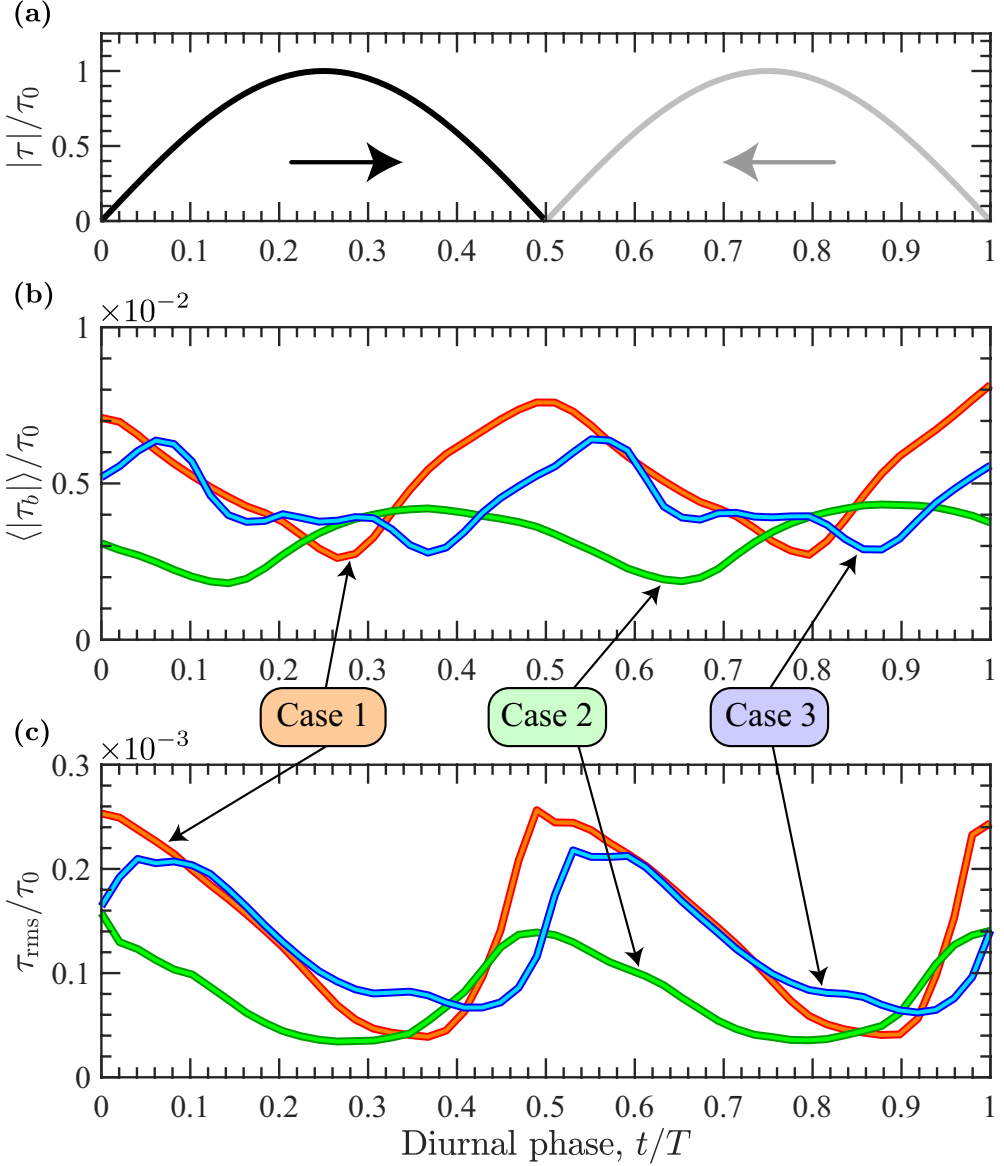 (a)
|τ|/τ₀
1
0.5
0
0 0.1 0.2 0.3 0.4 0.5 0.6 0.7 0.8 0.9 1
(b)
×10⁻²
⟨|τ_b|⟩/τ₀
1
0.5
0
0 0.1 0.2 0.3 0.4 0.5 0.6 0.7 0.8 0.9 1
Case 1 Case 2 Case 3
(c)
×10⁻³
τ_rms/τ₀
0.3
0.2
0.1
0
0 0.1 0.2 0.3 0.4 0.5 0.6 0.7 0.8 0.9 1
Diurnal phase, t/T